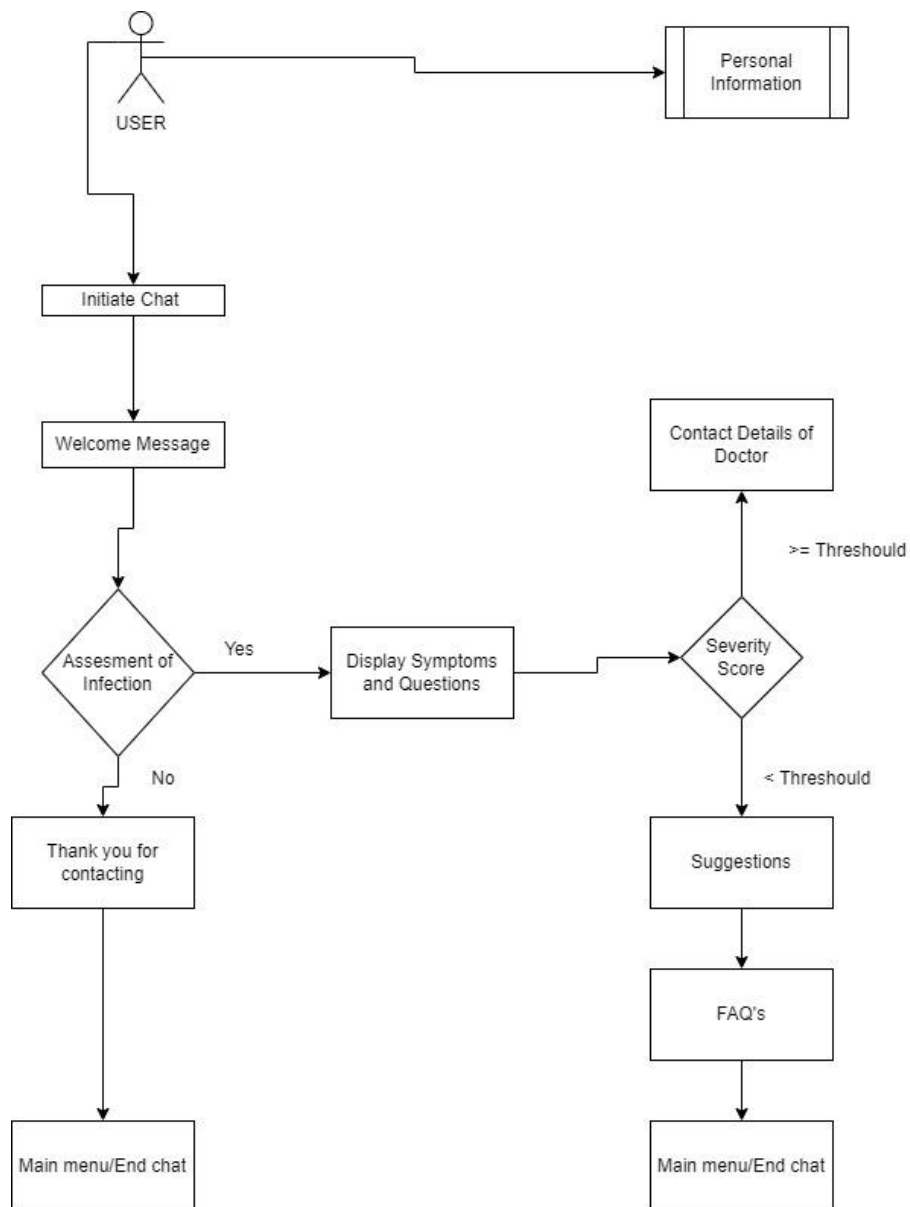 Personal
Information
USER
Initiate Chat
Welcome Message
Contact Details of
Doctor
>= Threshould
Assesment of
Infection
Yes
Display Symptoms
and Questions
Severity
Score
No
< Threshould
Thank you for
contacting
Suggestions
FAQ's
Main menu/End chat
Main menu/End chat